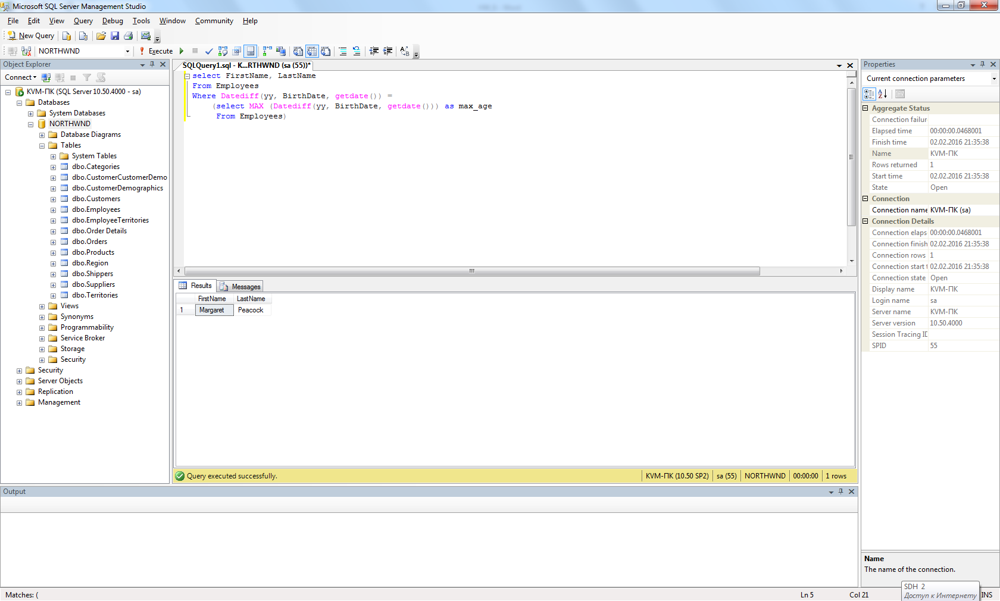 Microsoft SQL Server Management Studio
File Edit View Query Debug Tools Window Community Help
New Query
NORTHWND Execute
Object Explorer
Connect
KVM-ПК (SQL Server 10.50.4000 - sa)
Databases
System Databases
NORTHWND
Database Diagrams
Tables
System Tables
dbo.Categories
dbo.CustomerCustomerDemo
dbo.CustomerDemographics
dbo.Customers
dbo.Employees
dbo.EmployeeTerritories
dbo.Order Details
dbo.Orders
dbo.Products
dbo.Region
dbo.Shippers
dbo.Suppliers
dbo.Territories
Views
Synonyms
Programmability
Service Broker
Storage
Security
Security
Server Objects
Replication
Management
SQLQuery1.sql - K...RTHWND (sa (55))*
select FirstName, LastName
From Employees
Where Datediff(yy, BirthDate, getdate()) =
(select MAX (Datediff(yy, BirthDate, getdate())) as max_age
From Employees)
Results Messages
FirstName LastName
1 Margaret Peacock
Query executed successfully. KVM-ПК (10.50 SP2) sa (55) NORTHWND 00:00:00 1 rows
Properties
Current connection parameters
Aggregate Status
Connection failur
Elapsed time 00:00:00.0468001
Finish time 02.02.2016 21:35:38
Name KVM-ПК
Rows returned 1
Start time 02.02.2016 21:35:38
State Open
Connection
Connection name KVM-ПК (sa)
Connection Details
Connection elaps 00:00:00.0468001
Connection finish 02.02.2016 21:35:38
Connection rows 1
Connection start t 02.02.2016 21:35:38
Connection state Open
Display name KVM-ПК
Login name sa
Server name KVM-ПК
Server version 10.50.4000
Session Tracing ID
SPID 55
Name
The name of the connection.
Output
Matches: ( Ln 5 Col 21 INS
SDH 2
Доступ к Интернету